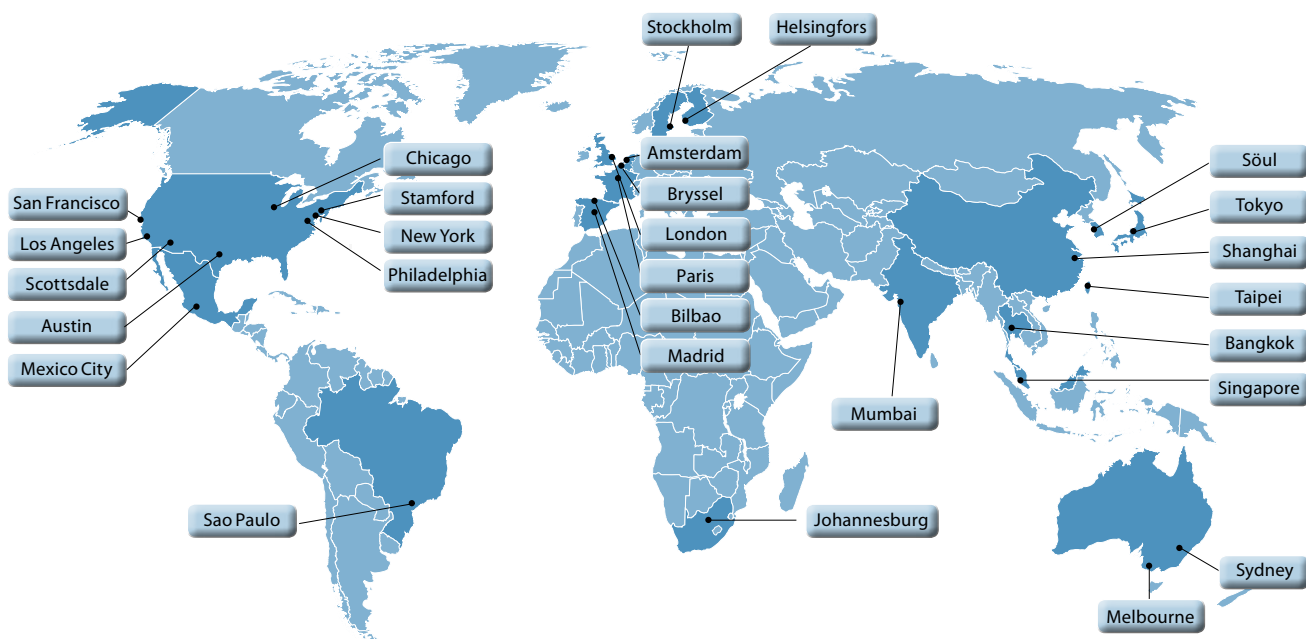 Stockholm
Helsingfors
Chicago
Stamford
New York
Philadelphia
San Francisco
Los Angeles
Scottsdale
Austin
Mexico City
Sao Paulo
Amsterdam
Bryssel
London
Paris
Bilbao
Madrid
Mumbai
Johannesburg
Söul
Tokyo
Shanghai
Taipei
Bangkok
Singapore
Sydney
Melbourne